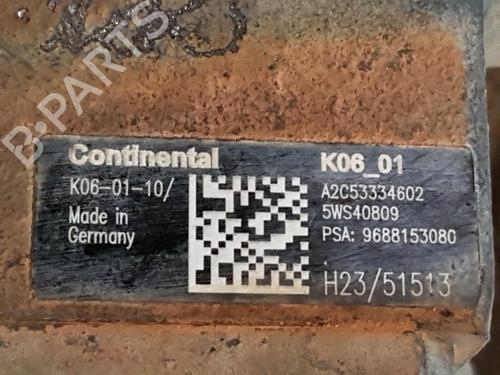 B-PARTS
Continental
K06_01
K06-01-10/
A2C53334602
Made in
5WS40809
Germany
PSA: 9688153080
H23/51513